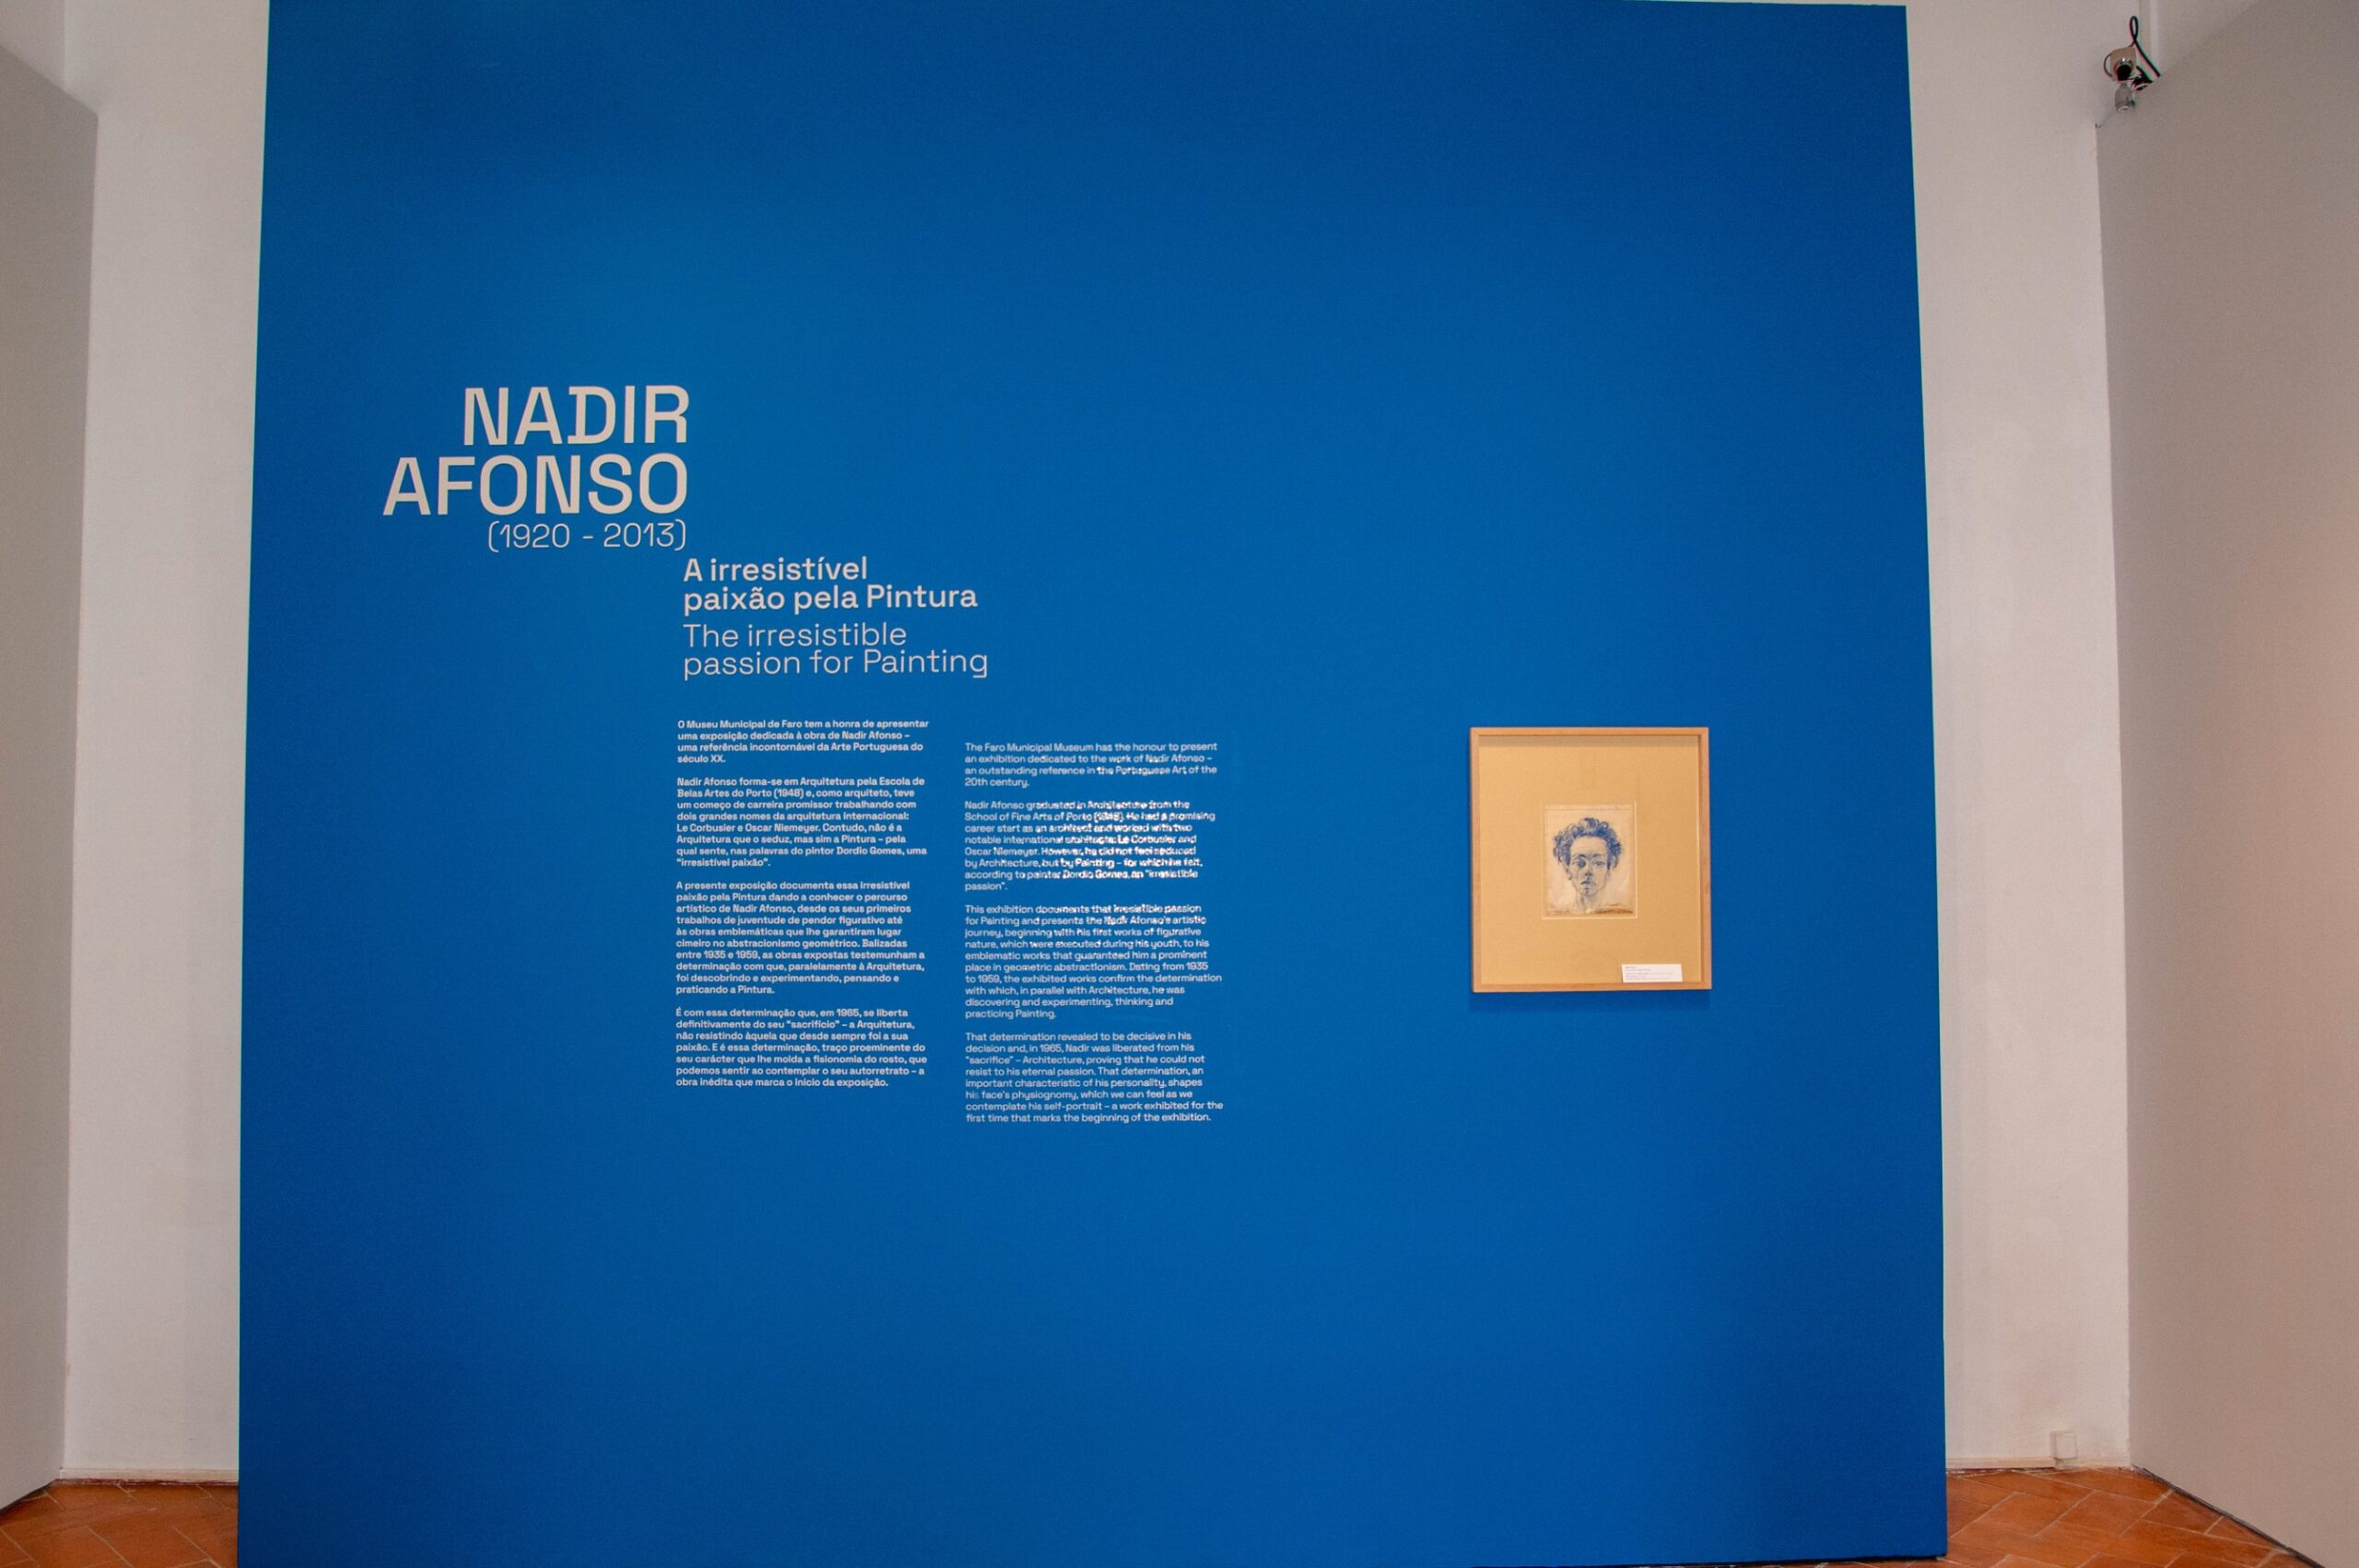 NADIR
AFONSO
(1920 - 2013)
A irresistível
paixão pela Pintura
The irresistible
passion for Painting
O Museu Municipal de Faro tem a honra de apresentar
uma exposição dedicada à obra de Nadir Afonso –
uma referência incontornável da Arte Portuguesa do
século XX.
Nadir Afonso forma-se em Arquitetura pela Escola de
Belas Artes do Porto (1948) e, como arquiteto, teve
um começo de carreira promissor trabalhando com
dois grandes nomes da arquitetura internacional:
Le Corbusier e Oscar Niemeyer. Contudo, não é a
Arquitetura que o seduz, mas sim a Pintura – pela
qual sente, nas palavras do pintor Dordio Gomes, uma
"irresistível paixão".
A presente exposição documenta essa irresistível
paixão pela Pintura dando a conhecer o percurso
artístico de Nadir Afonso, desde os seus primeiros
trabalhos de juventude de pendor figurativo até
às obras emblemáticas que lhe garantiram lugar
cimeiro no abstracionismo geométrico. Balizadas
entre 1935 e 1959, as obras expostas testemunham a
determinação com que, paralelamente à Arquitetura,
foi descobrindo e experimentando, pensando e
praticando a Pintura.
É com essa determinação que, em 1965, se liberta
definitivamente do seu "sacrifício" – a Arquitetura,
não resistindo àquela que desde sempre foi a sua
paixão. E é essa determinação, traço proeminente do
seu carácter que lhe molda a fisionomia do rosto, que
podemos sentir ao contemplar o seu autorretrato – a
obra inédita que marca o início da exposição.
The Faro Municipal Museum has the honour to present
an exhibition dedicated to the work of Nadir Afonso –
an outstanding reference in the Portuguese Art of the
20th century.
Nadir Afonso graduated in Architecture from the
School of Fine Arts of Porto (1948). He had a promising
career start as an architect and worked with two
notable international architects: Le Corbusier and
Oscar Niemeyer. However, he did not feel seduced
by Architecture, but by Painting – for which he felt,
according to painter Dordio Gomes, an "irresistible
passion".
This exhibition documents that irresistible passion
for Painting and presents the Nadir Afonso's artistic
journey, beginning with his first works of figurative
nature, which were executed during his youth, to his
emblematic works that guaranteed him a prominent
place in geometric abstractionism. Dating from 1935
to 1959, the exhibited works confirm the determination
with which, in parallel with Architecture, he was
discovering and experimenting, thinking and
practicing Painting.
That determination revealed to be decisive in his
decision and, in 1965, Nadir was liberated from his
"sacrifice" – Architecture, proving that he could not
resist to his eternal passion. That determination, an
important characteristic of his personality, shapes
his face's physiognomy, which we can feel as we
contemplate his self-portrait – a work exhibited for the
first time that marks the beginning of the exhibition.